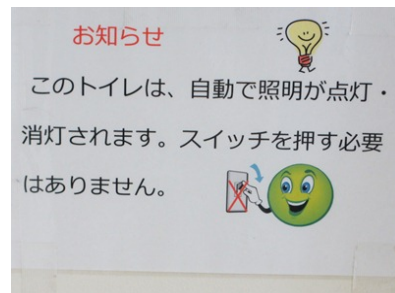 お知らせ
このトイレは、自動で照明が点灯・
消灯されます。スイッチを押す必要
はありません。